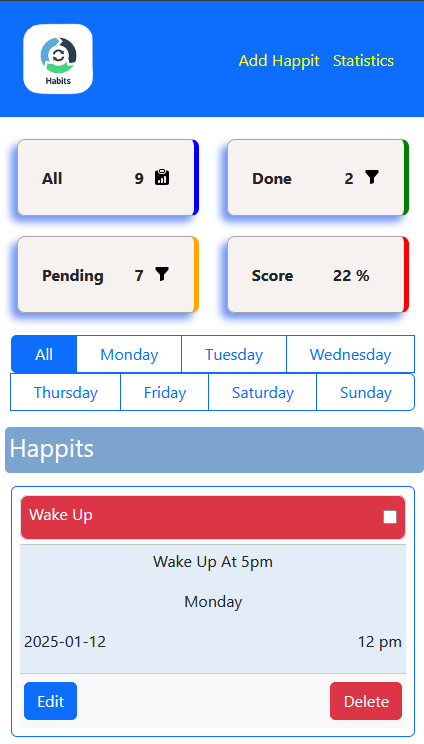 Habits
Add Happit Statistics
All 9
Done 2
Pending 7
Score 22 %
All Monday Tuesday Wednesday
Thursday Friday Saturday Sunday
Happits
Wake Up
Wake Up At 5pm
Monday
2025-01-12 12 pm
Edit Delete